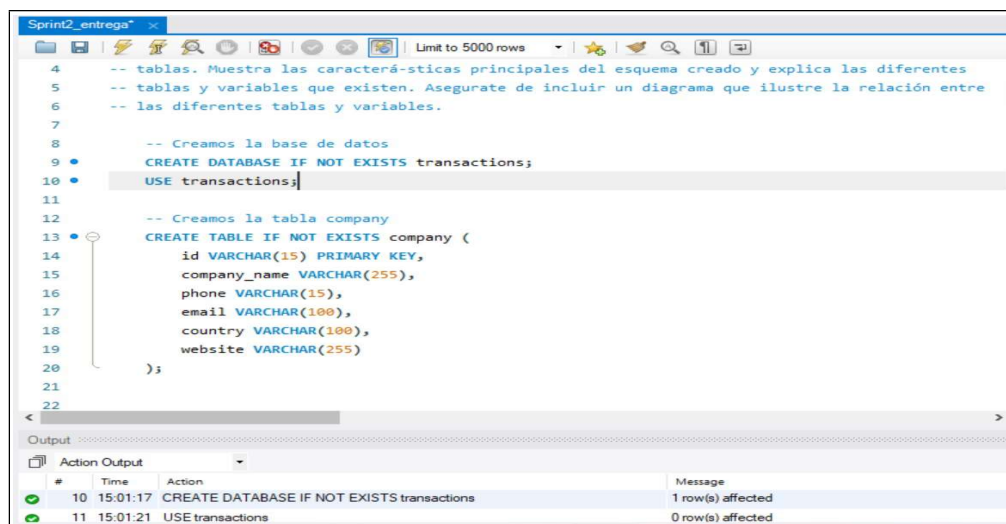 Sprint2_entrega*
Limit to 5000 rows
4 -- tablas. Muestra las caracterá-sticas principales del esquema creado y explica las diferentes
5 -- tablas y variables que existen. Asegurate de incluir un diagrama que ilustre la relación entre
6 -- las diferentes tablas y variables.
7
8 -- Creamos la base de datos
9 CREATE DATABASE IF NOT EXISTS transactions;
10 USE transactions;
11
12 -- Creamos la tabla company
13 CREATE TABLE IF NOT EXISTS company (
14 id VARCHAR(15) PRIMARY KEY,
15 company_name VARCHAR(255),
16 phone VARCHAR(15),
17 email VARCHAR(100),
18 country VARCHAR(100),
19 website VARCHAR(255)
20 );
21
22
Output
Action Output
# Time Action Message
10 15:01:17 CREATE DATABASE IF NOT EXISTS transactions 1 row(s) affected
11 15:01:21 USE transactions 0 row(s) affected